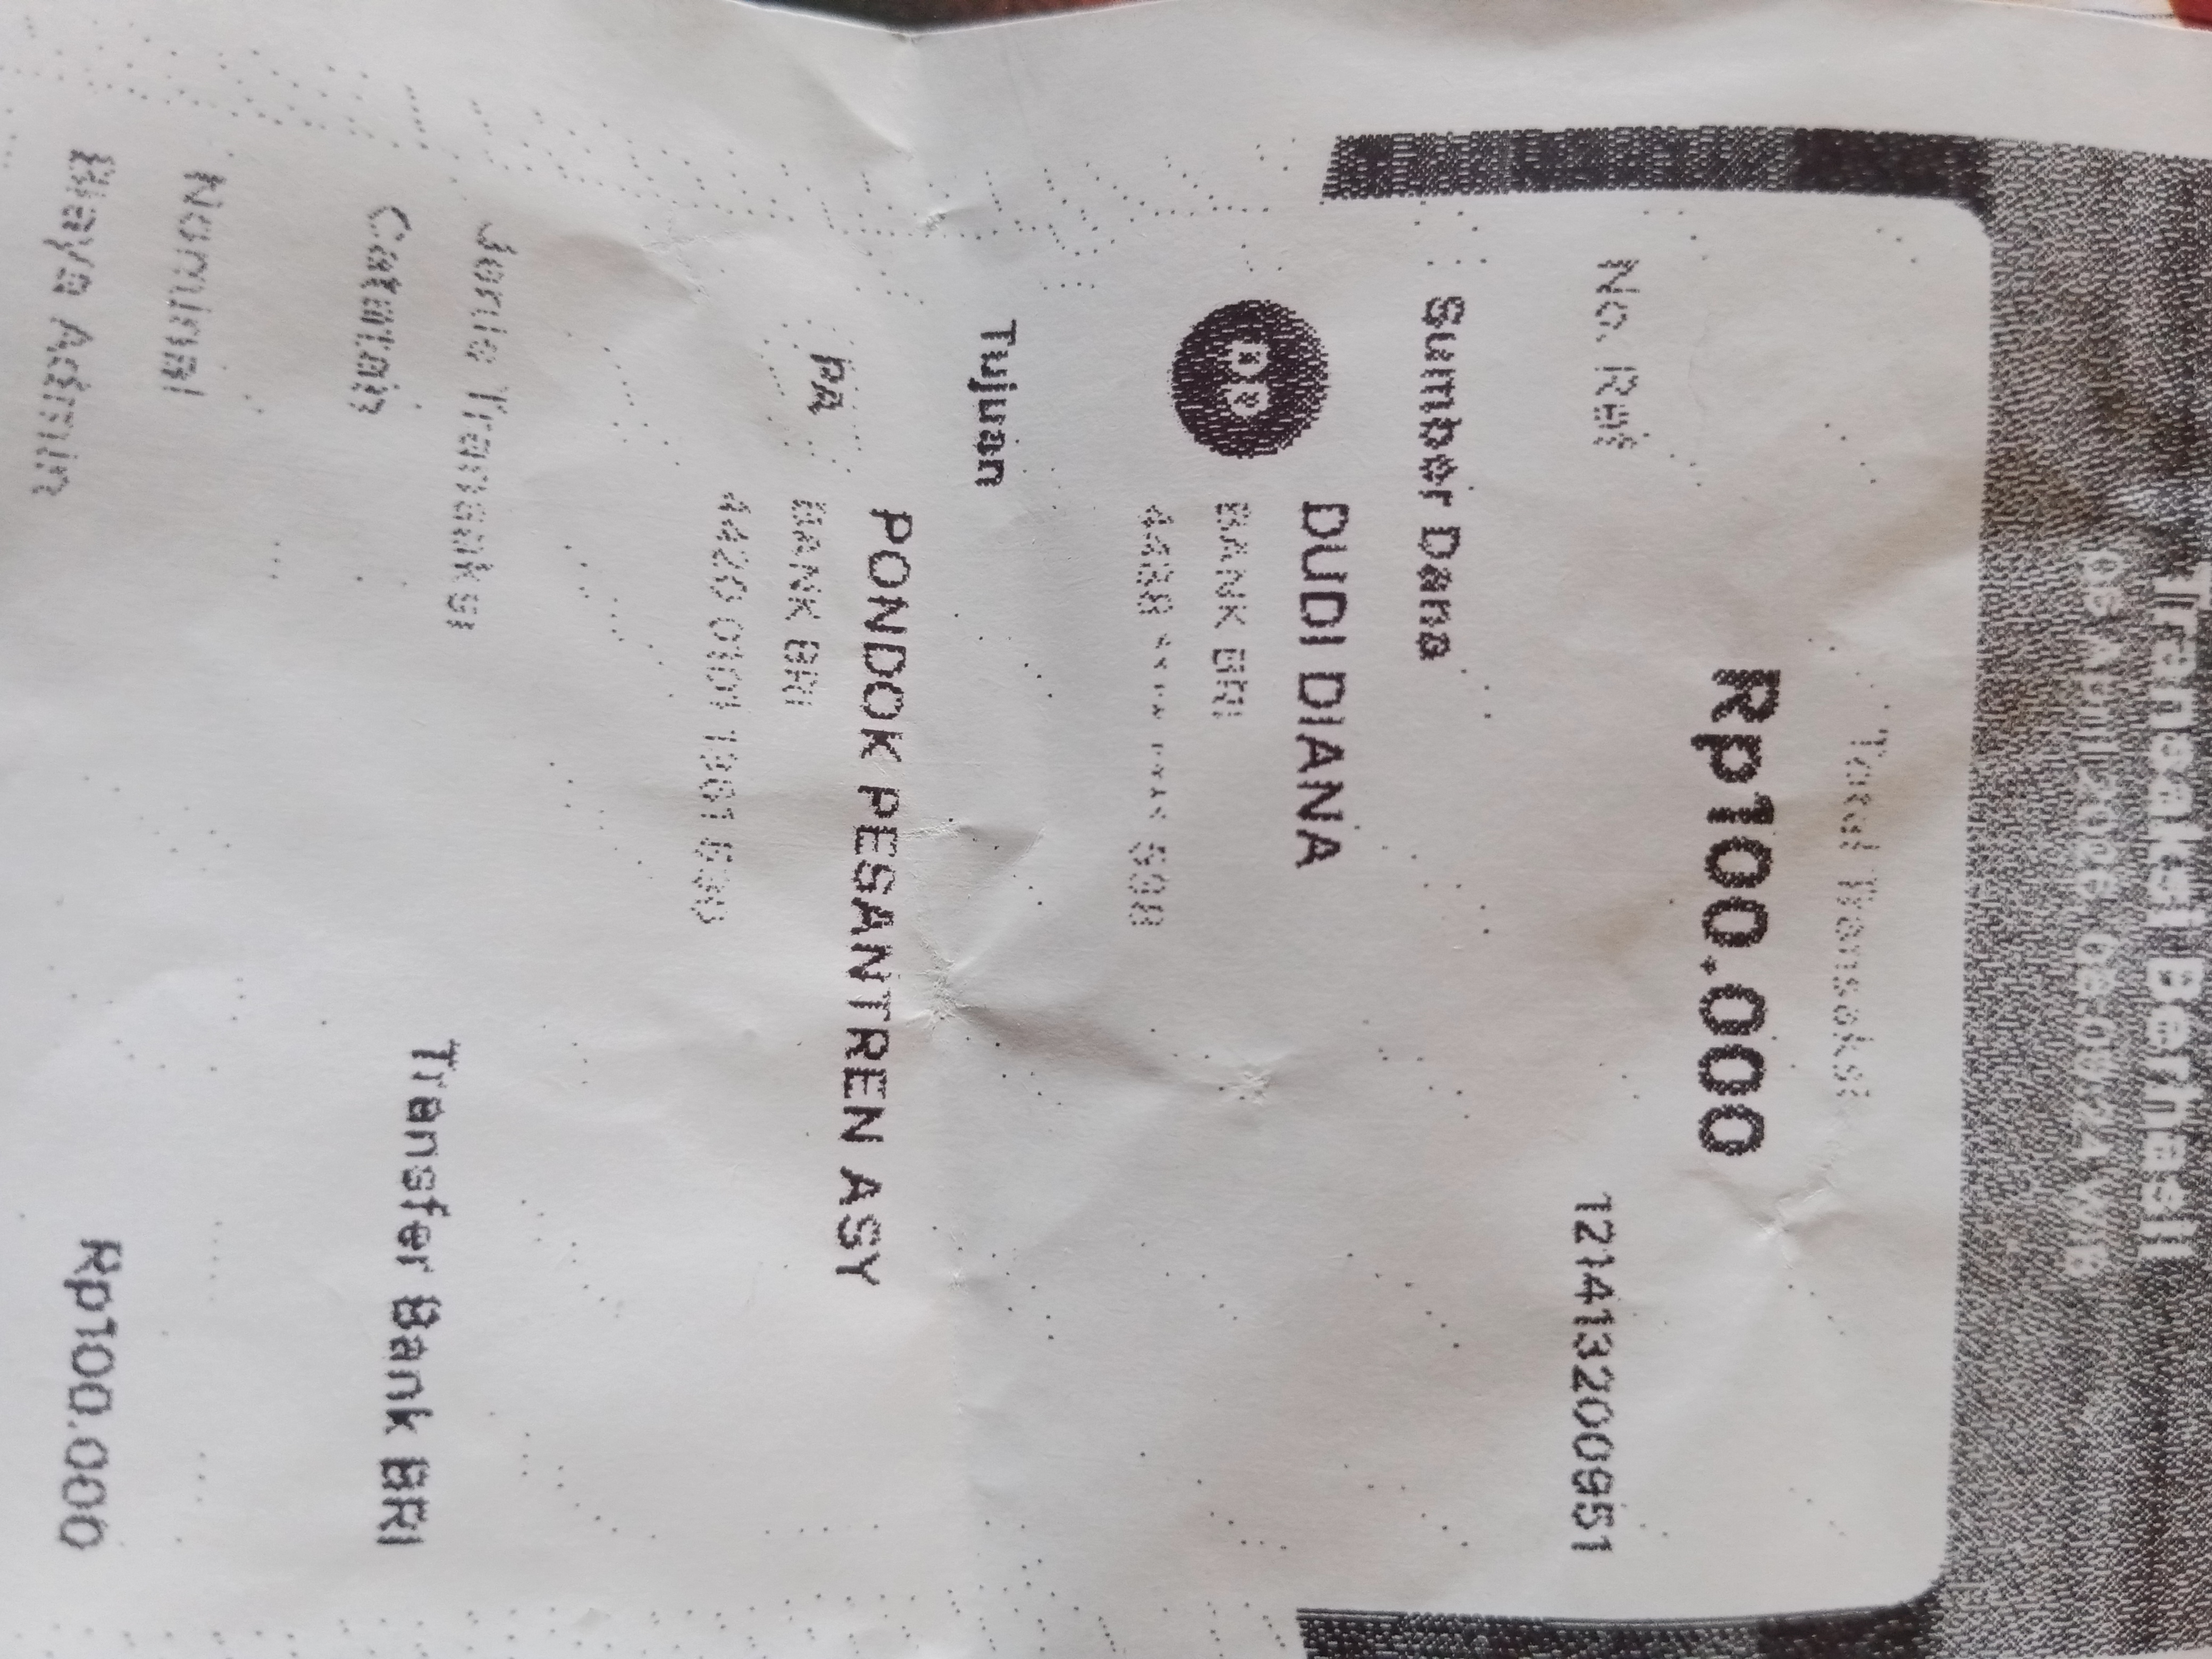 Transaksi Berhasil
Total Transaksi
Rp100.000
No. Ref
121413200951
Sumber Dana
DUDI DIANA
BANK BRI
Tujuan
PA
PONDOK PESANTREN ASY
BANK BRI
Jenis Transaksi
Transfer Bank BRI
Catatan
Nominal
Rp100.000
Biaya Admin